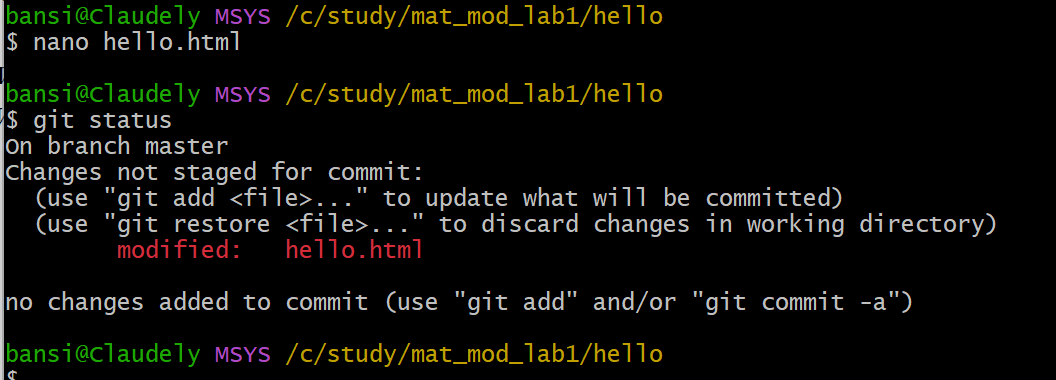 bansi@Claudely MSYS /c/study/mat_mod_lab1/hello
$ nano hello.html
bansi@Claudely MSYS /c/study/mat_mod_lab1/hello
$ git status
On branch master
Changes not staged for commit:
  (use "git add <file>..." to update what will be committed)
  (use "git restore <file>..." to discard changes in working directory)
        modified:   hello.html
no changes added to commit (use "git add" and/or "git commit -a")
bansi@Claudely MSYS /c/study/mat_mod_lab1/hello
$